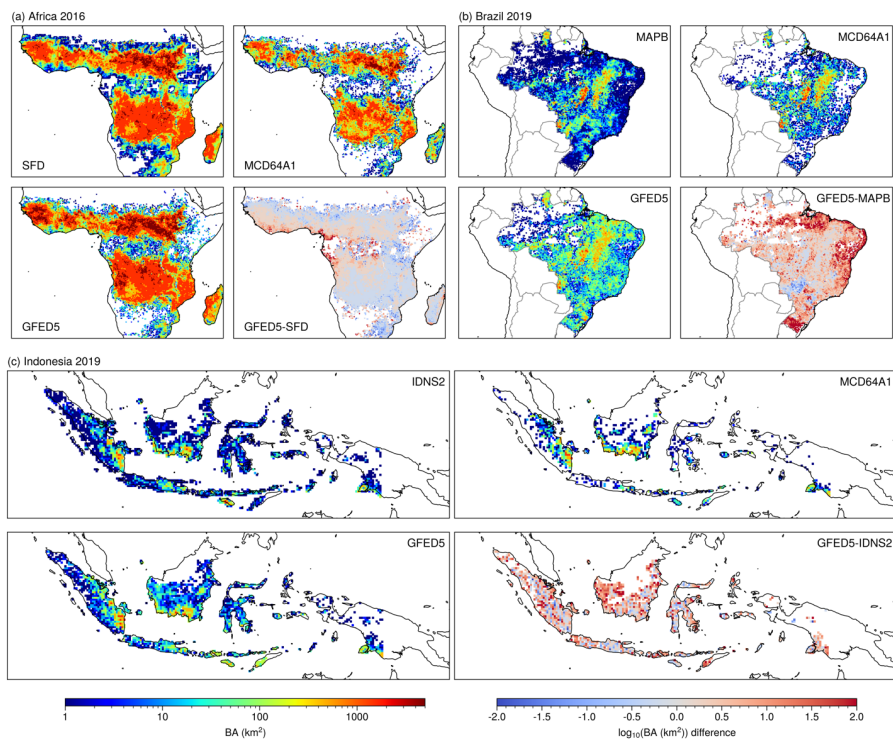 (a) Africa 2016
SFD
MCD64A1
GFED5
GFED5-SFD
(b) Brazil 2019
MAPB
MCD64A1
GFED5
GFED5-MAPB
(c) Indonesia 2019
IDNS2
MCD64A1
GFED5
GFED5-IDNS2
1 10 100 1000
BA (km²)
-2.0 -1.5 -1.0 -0.5 0.0 0.5 1.0 1.5 2.0
log₁₀(BA (km²)) difference